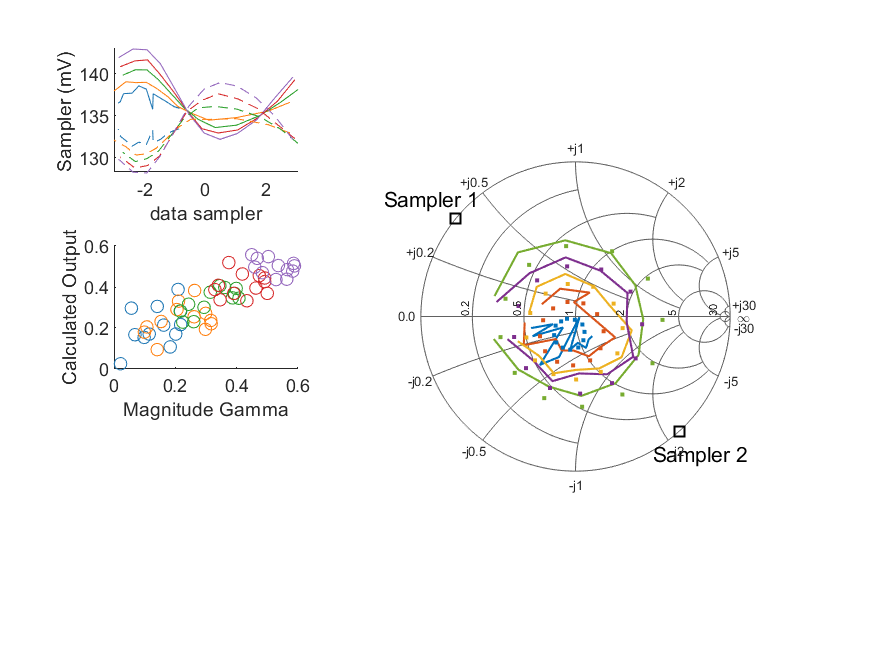 140
135
130
Sampler (mV)
-2 0 2
data sampler
0.6
0.4
0.2
0
Calculated Output
0 0.2 0.4 0.6
Magnitude Gamma
+j1
+j0.5
+j2
Sampler 1
+j0.2
+j5
0.0
0.2
0.5
1
2
5
30
+j30
∞
-j30
-j0.2
-j5
-j0.5
-j2
Sampler 2
-j1